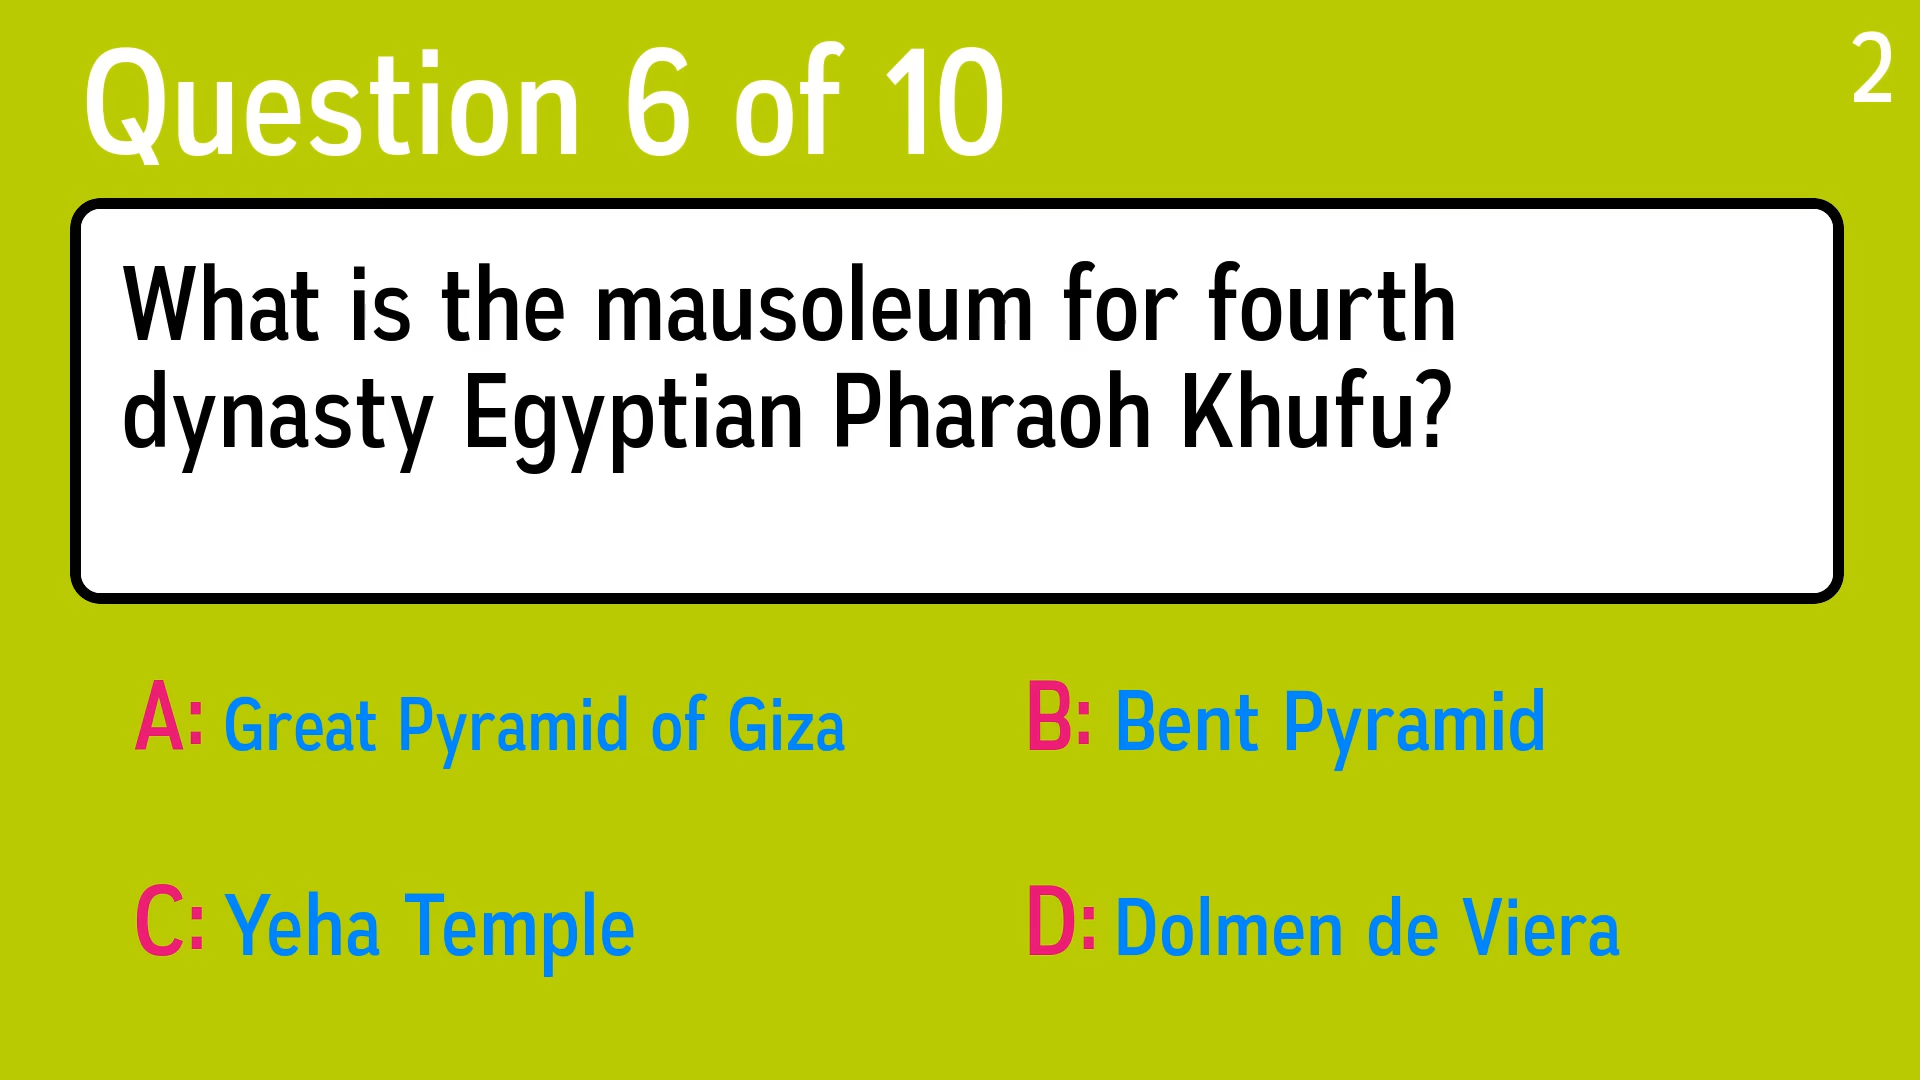 Question 6 of 10
2
What is the mausoleum for fourth
dynasty Egyptian Pharaoh Khufu?
A: Great Pyramid of Giza
B: Bent Pyramid
C: Yeha Temple
D: Dolmen de Viera